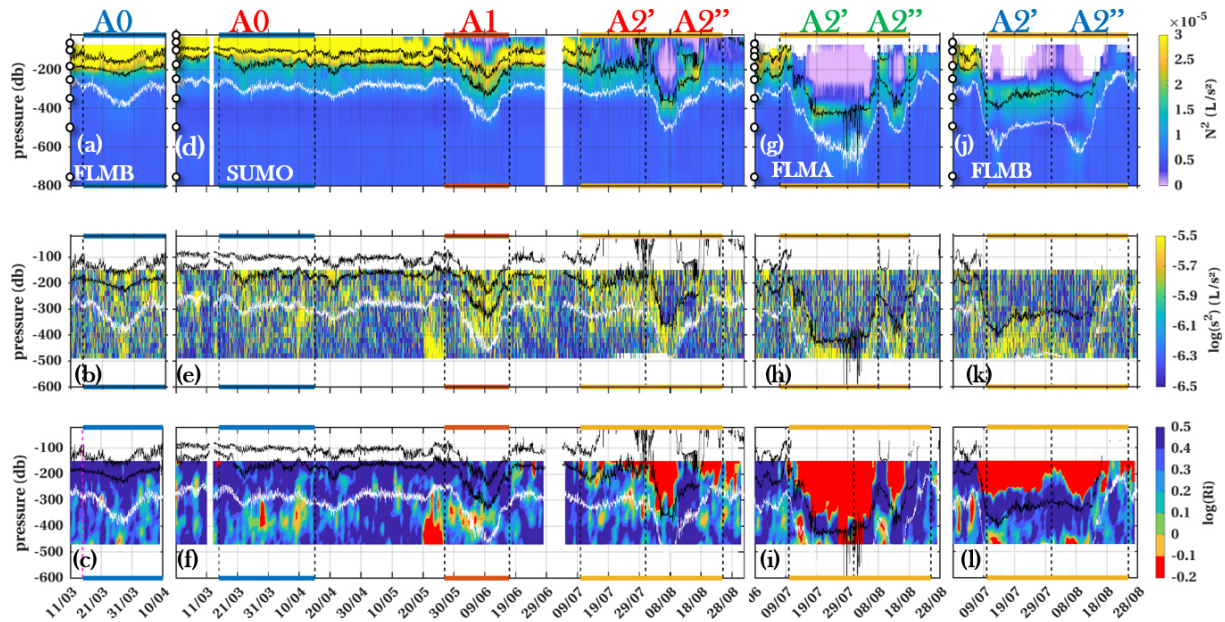 A0 A0 A1 A2' A2'' A2' A2'' A2' A2''
×10⁻⁵
pressure (db)
-200
-400
-600
-800
(a)
FLMB
(d)
SUMO
(g)
FLMA
(j)
FLMB
3
2.5
2
1.5
1
0.5
0
N² (L/s²)
pressure (db)
-100
-200
-300
-400
-500
-600
(b)
(e)
(h)
(k)
-5.5
-5.7
-5.9
-6.1
-6.3
-6.5
log(s²) (L/s²)
pressure (db)
-100
-200
-300
-400
-500
-600
(c)
(f)
(i)
(l)
0.5
0.4
0.3
0.2
0.1
0
-0.1
-0.2
log(Ri)
11/03 21/03 31/03 10/04
11/03 21/03 31/03 10/04 20/04 30/04 10/05 20/05 30/05 09/06 19/06 29/06 09/07 19/07 29/07 08/08 18/08 28/08
09/07 19/07 29/07 08/08 18/08 28/08
09/07 19/07 29/07 08/08 18/08 28/08